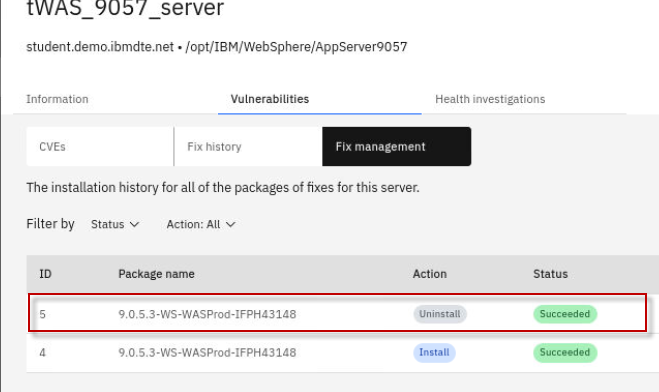 tWAS_9057_server
student.demo.ibmdte.net • /opt/IBM/WebSphere/AppServer9057
Information Vulnerabilities Health investigations
CVEs Fix history Fix management
The installation history for all of the packages of fixes for this server.
Filter by Status Action: All
ID Package name Action Status
5 9.0.5.3-WS-WASProd-IFPH43148 Uninstall Succeeded
4 9.0.5.3-WS-WASProd-IFPH43148 Install Succeeded